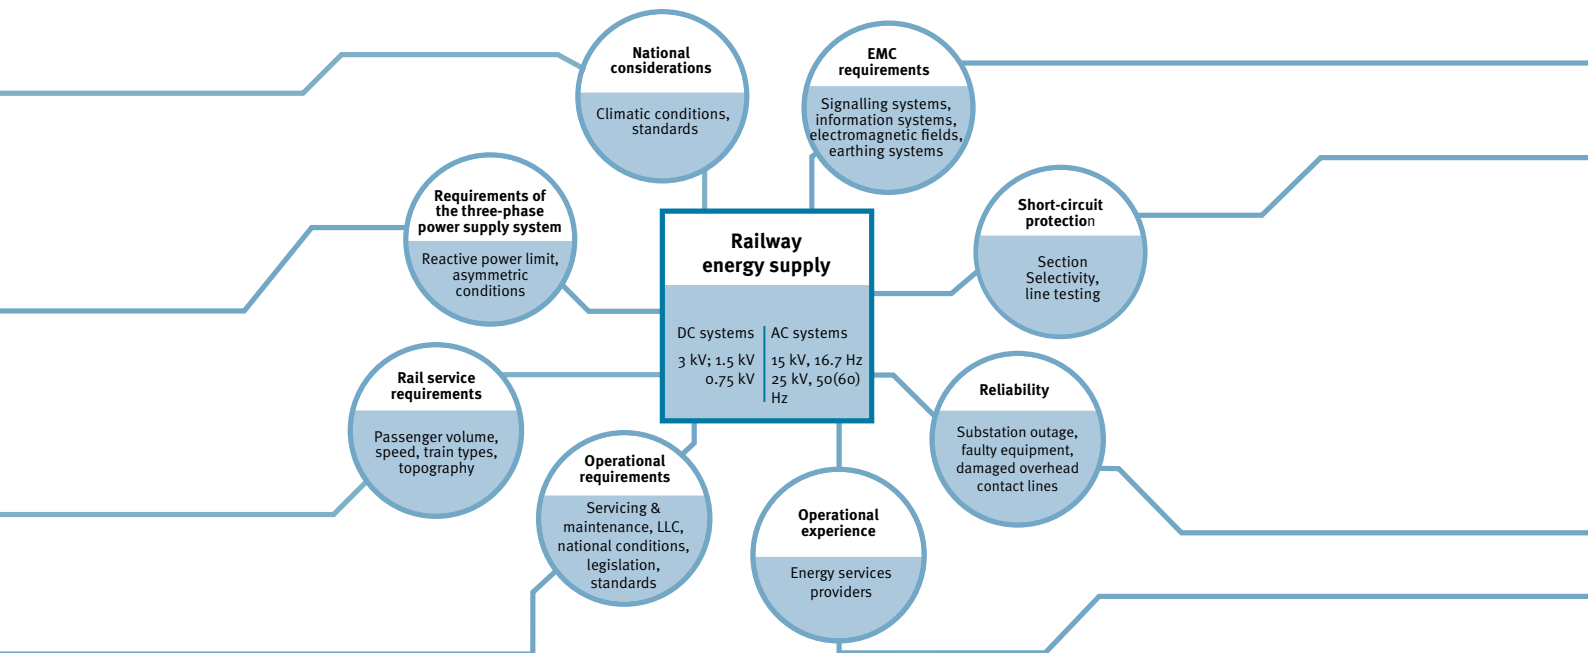 National
considerations
Climatic conditions,
standards
EMC
requirements
Signalling systems,
information systems,
electromagnetic fields,
earthing systems
Requirements of
the three-phase
power supply system
Reactive power limit,
asymmetric
conditions
Railway
energy supply
DC systems
3 kV; 1.5 kV
0.75 kV
AC systems
15 kV, 16.7 Hz
25 kV, 50(60)
Hz
Short-circuit
protection
Section
Selectivity,
line testing
Rail service
requirements
Passenger volume,
speed, train types,
topography
Reliability
Substation outage,
faulty equipment,
damaged overhead
contact lines
Operational
requirements
Servicing &
maintenance, LLC,
national conditions,
legislation,
standards
Operational
experience
Energy services
providers